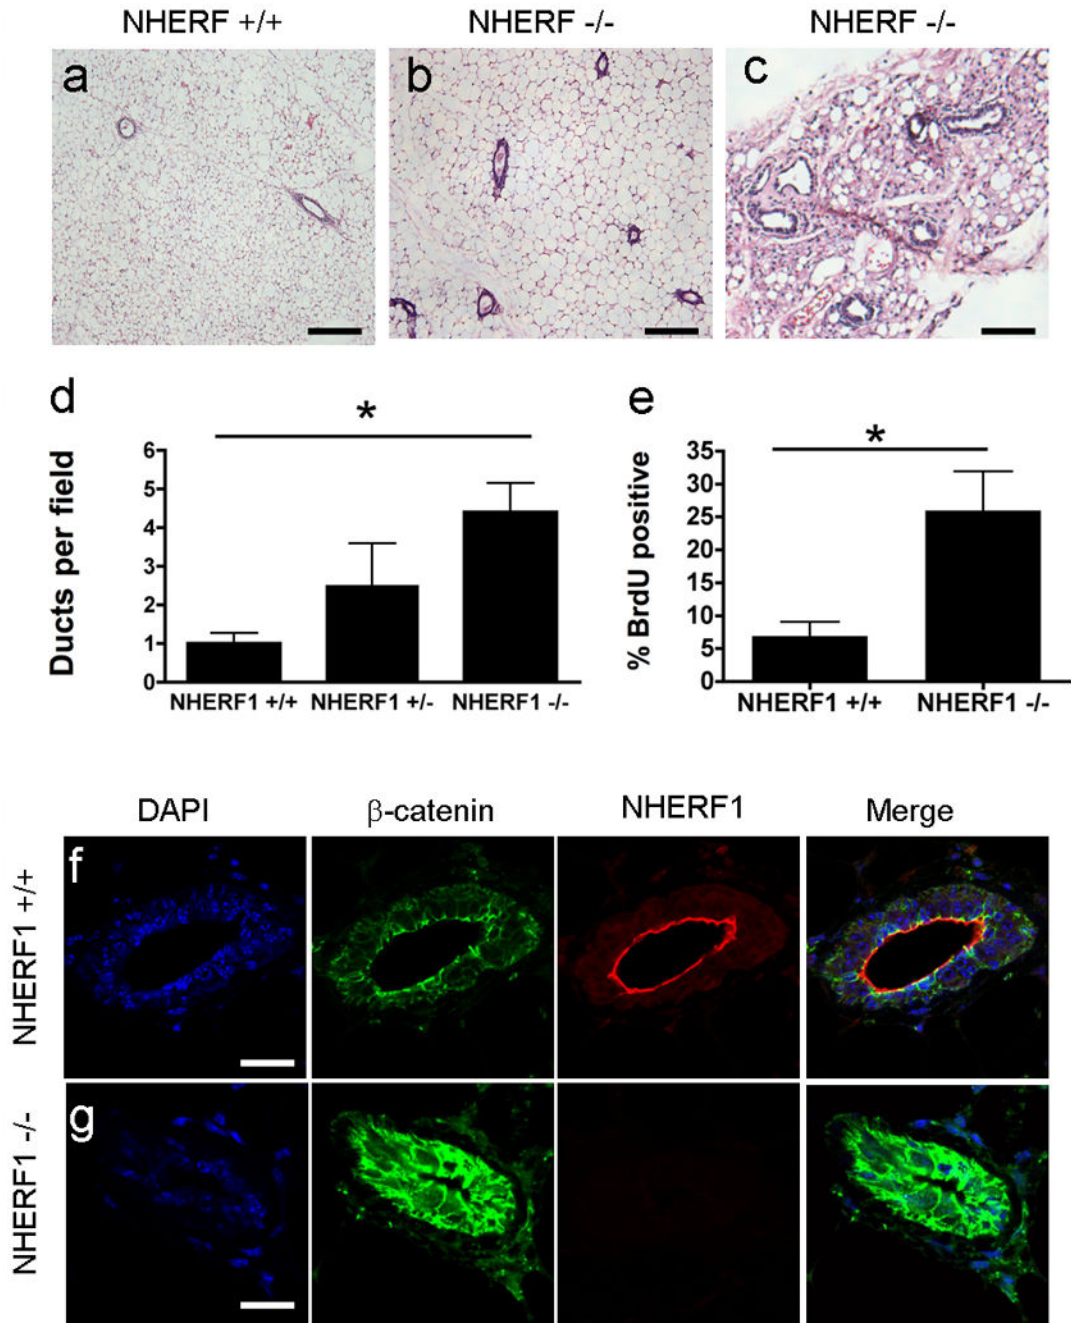 NHERF +/+ NHERF -/- NHERF -/-
a b c
d e
*
*
Ducts per field
6
5
4
3
2
1
0
NHERF1 +/+ NHERF1 +/- NHERF1 -/-
% BrdU positive
35
30
25
20
15
10
5
0
NHERF1 +/+ NHERF1 -/-
DAPI β-catenin NHERF1 Merge
NHERF1 +/+
f
NHERF1 -/-
g